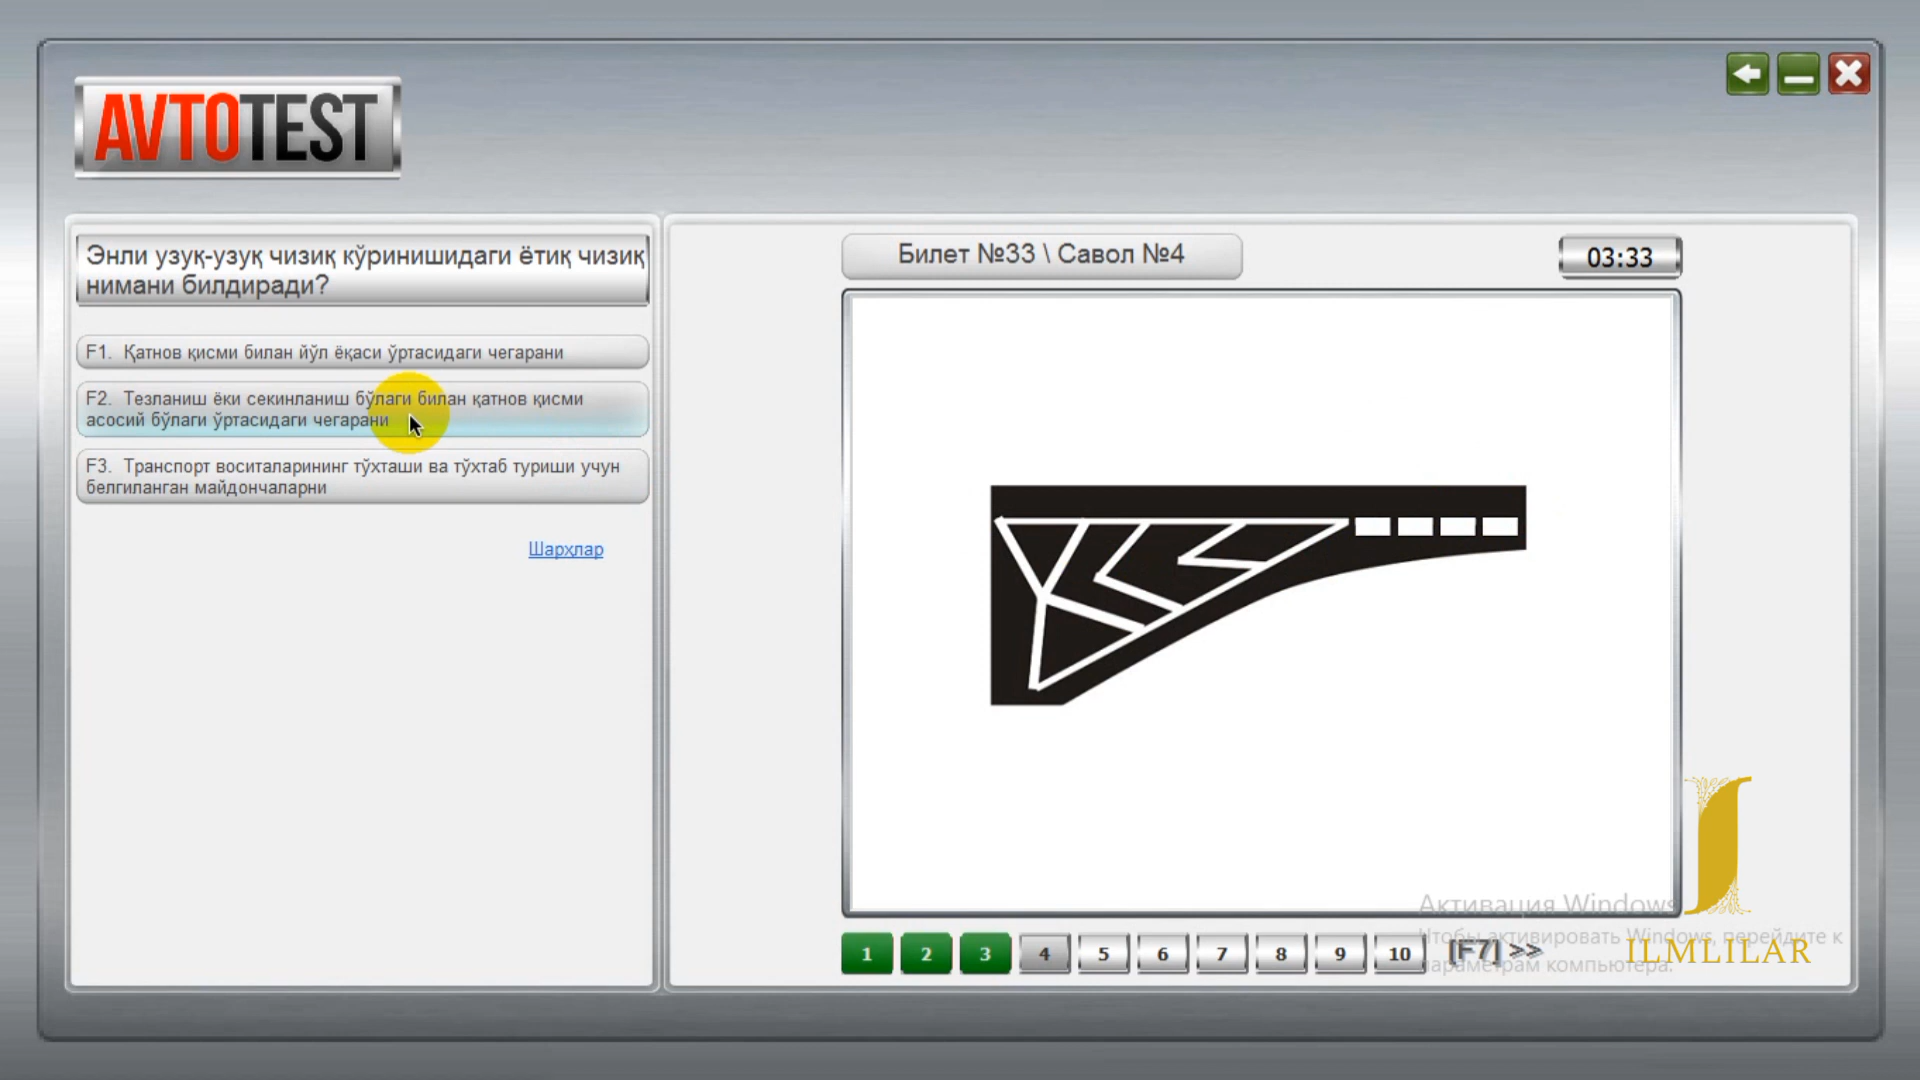 AVTOTEST
Энли узуқ-узуқ чизиқ кўринишидаги ётиқ чизиқ
нимани билдиради?
F1. Қатнов қисми билан йўл ёқаси ўртасидаги чегарани
F2. Тезланиш ёки секинланиш бўлаги билан қатнов қисми
асосий бўлаги ўртасидаги чегарани
F3. Транспорт воситаларининг тўхташи ва тўхтаб туриши учун
белгиланган майдончаларни
Шарҳлар
Билет №33 \ Савол №4
03:33
1 2 3 4 5 6 7 8 9 10 [F7] >>
Активация Windows
Чтобы активировать Windows, перейдите к
параметрам компьютера.
ILMLILAR